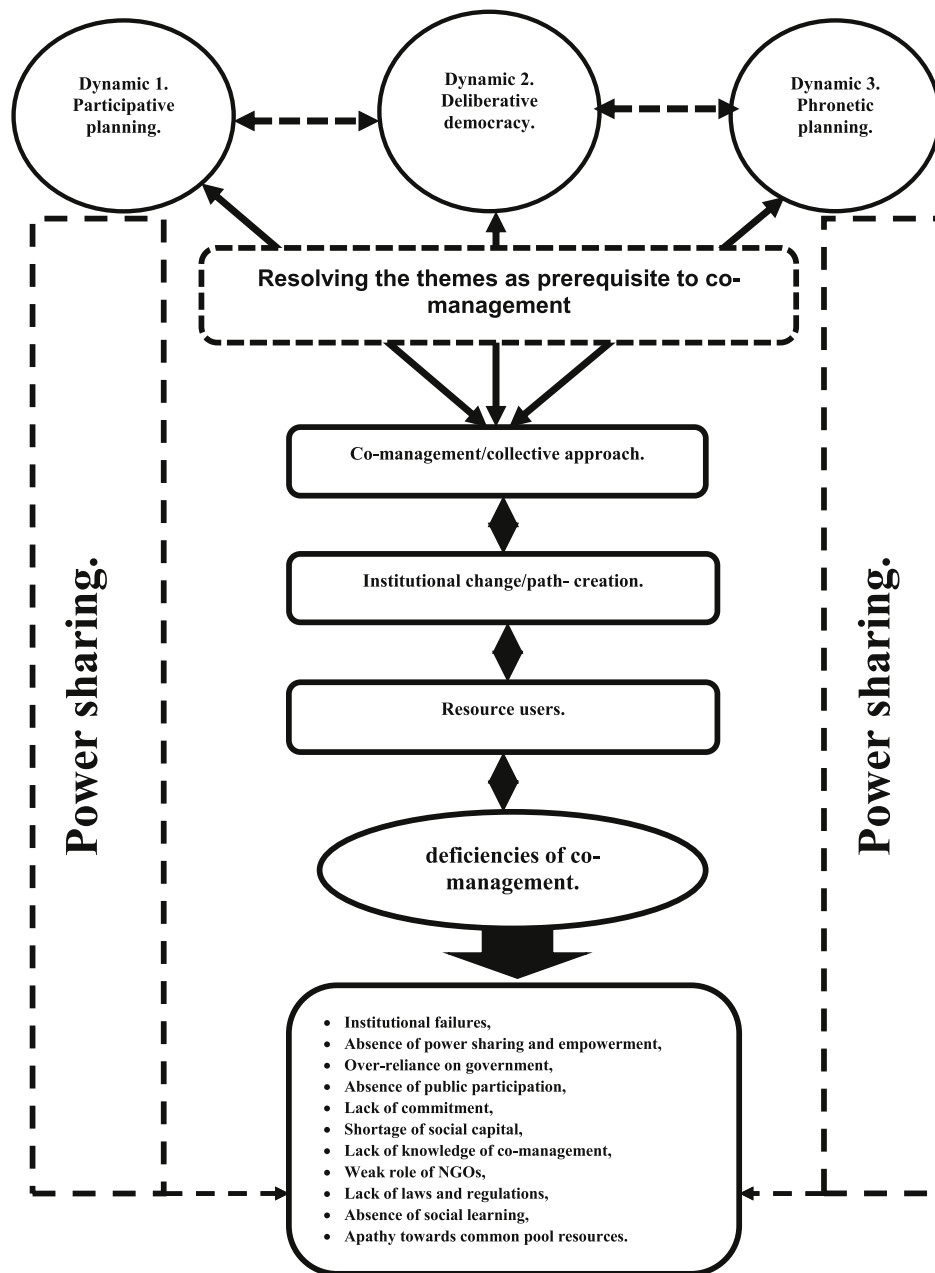 Dynamic 1.
Participative
planning.
Dynamic 2.
Deliberative
democracy.
Dynamic 3.
Phronetic
planning.
Resolving the themes as prerequisite to co-
management
Co-management/collective approach.
Institutional change/path- creation.
Resource users.
Power sharing.
Power sharing.
deficiencies of co-
management.
• Institutional failures,
• Absence of power sharing and empowerment,
• Over-reliance on government,
• Absence of public participation,
• Lack of commitment,
• Shortage of social capital,
• Lack of knowledge of co-management,
• Weak role of NGOs,
• Lack of laws and regulations,
• Absence of social learning,
• Apathy towards common pool resources.